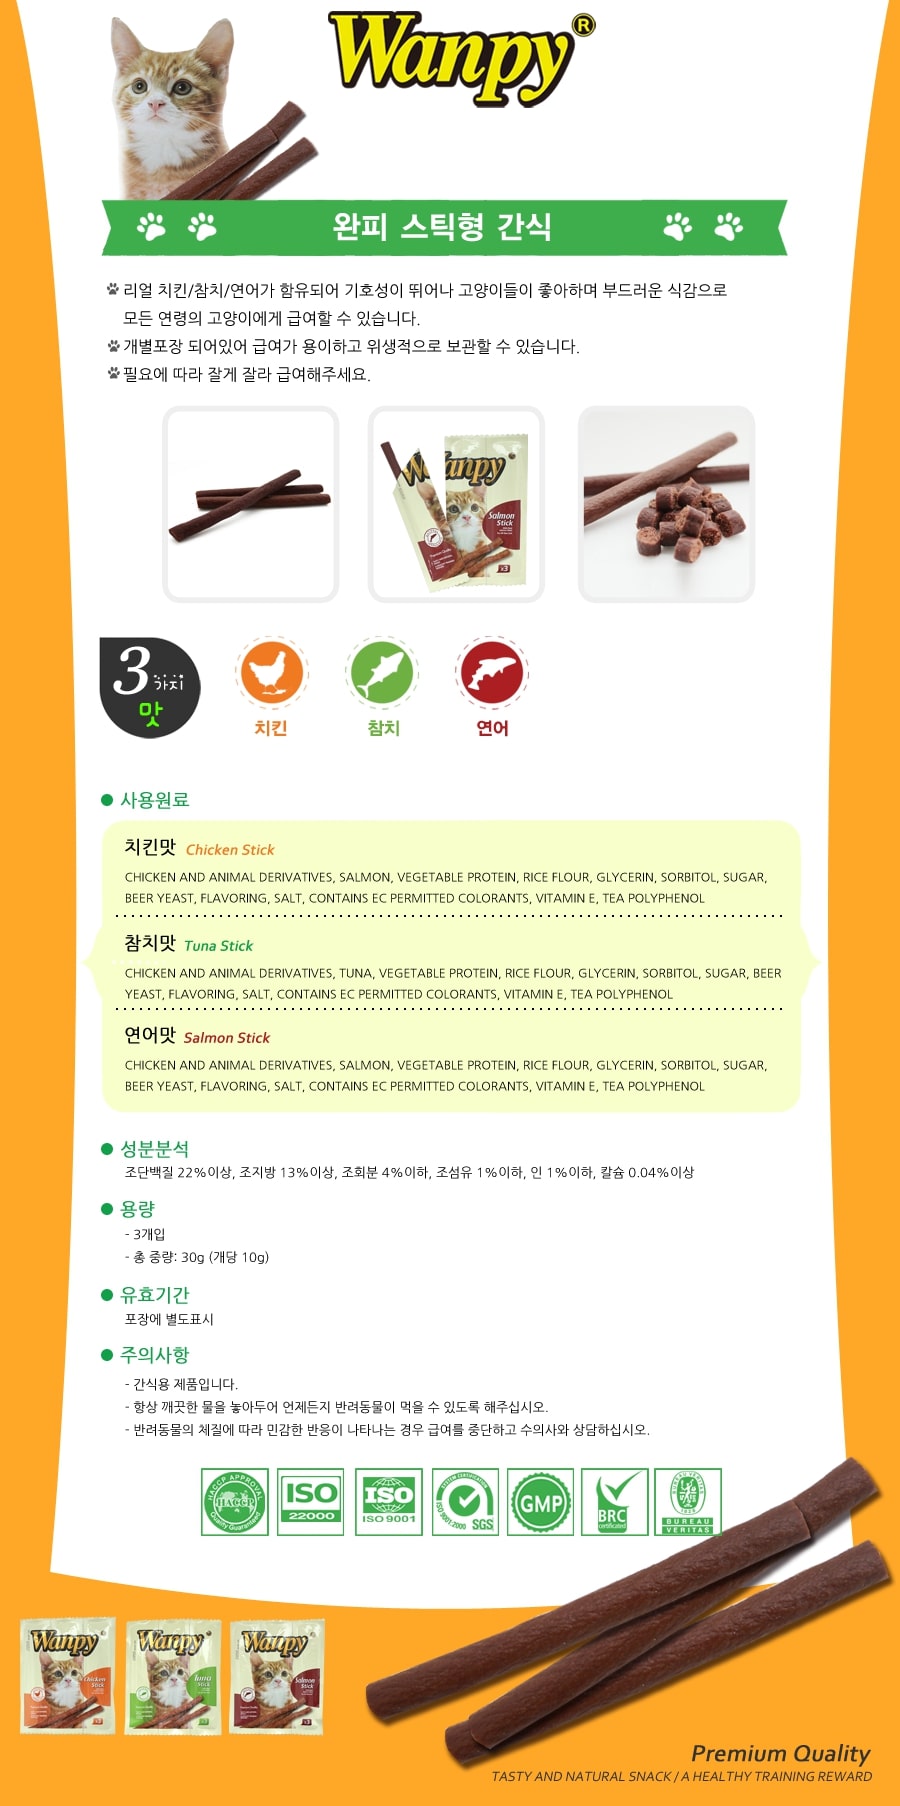 Wanpy®
완피 스틱형 간식
리얼 치킨/참치/연어가 함유되어 기호성이 뛰어나 고양이들이 좋아하며 부드러운 식감으로
모든 연령의 고양이에게 급여할 수 있습니다.
개별포장 되어있어 급여가 용이하고 위생적으로 보관할 수 있습니다.
필요에 따라 잘게 잘라 급여해주세요.
Wanpy
Salmon
Stick
x3
3가지
맛
치킨
참치
연어
● 사용원료
치킨맛 Chicken Stick
CHICKEN AND ANIMAL DERIVATIVES, SALMON, VEGETABLE PROTEIN, RICE FLOUR, GLYCERIN, SORBITOL, SUGAR,
BEER YEAST, FLAVORING, SALT, CONTAINS EC PERMITTED COLORANTS, VITAMIN E, TEA POLYPHENOL
참치맛 Tuna Stick
CHICKEN AND ANIMAL DERIVATIVES, TUNA, VEGETABLE PROTEIN, RICE FLOUR, GLYCERIN, SORBITOL, SUGAR, BEER
YEAST, FLAVORING, SALT, CONTAINS EC PERMITTED COLORANTS, VITAMIN E, TEA POLYPHENOL
연어맛 Salmon Stick
CHICKEN AND ANIMAL DERIVATIVES, SALMON, VEGETABLE PROTEIN, RICE FLOUR, GLYCERIN, SORBITOL, SUGAR,
BEER YEAST, FLAVORING, SALT, CONTAINS EC PERMITTED COLORANTS, VITAMIN E, TEA POLYPHENOL
● 성분분석
조단백질 22%이상, 조지방 13%이상, 조회분 4%이하, 조섬유 1%이하, 인 1%이하, 칼슘 0.04%이상
● 용량
- 3개입
- 총 중량: 30g (개당 10g)
● 유효기간
포장에 별도표시
● 주의사항
- 간식용 제품입니다.
- 항상 깨끗한 물을 놓아두어 언제든지 반려동물이 먹을 수 있도록 해주십시오.
- 반려동물의 체질에 따라 민감한 반응이 나타나는 경우 급여를 중단하고 수의사와 상담하십시오.
HACCP APPROVAL
HACCP
Quality Guaranteed
ISO
22000
ISO
ISO 9001
SYSTEM CERTIFICATION
ISO 9001:2000 SGS
GMP
BRC
certificated
BUREAU VERITAS
1828
BUREAU
VERITAS
Wanpy
Chicken
Stick
x3
Wanpy
Tuna
Stick
x3
Wanpy
Salmon
Stick
x3
Premium Quality
TASTY AND NATURAL SNACK / A HEALTHY TRAINING REWARD